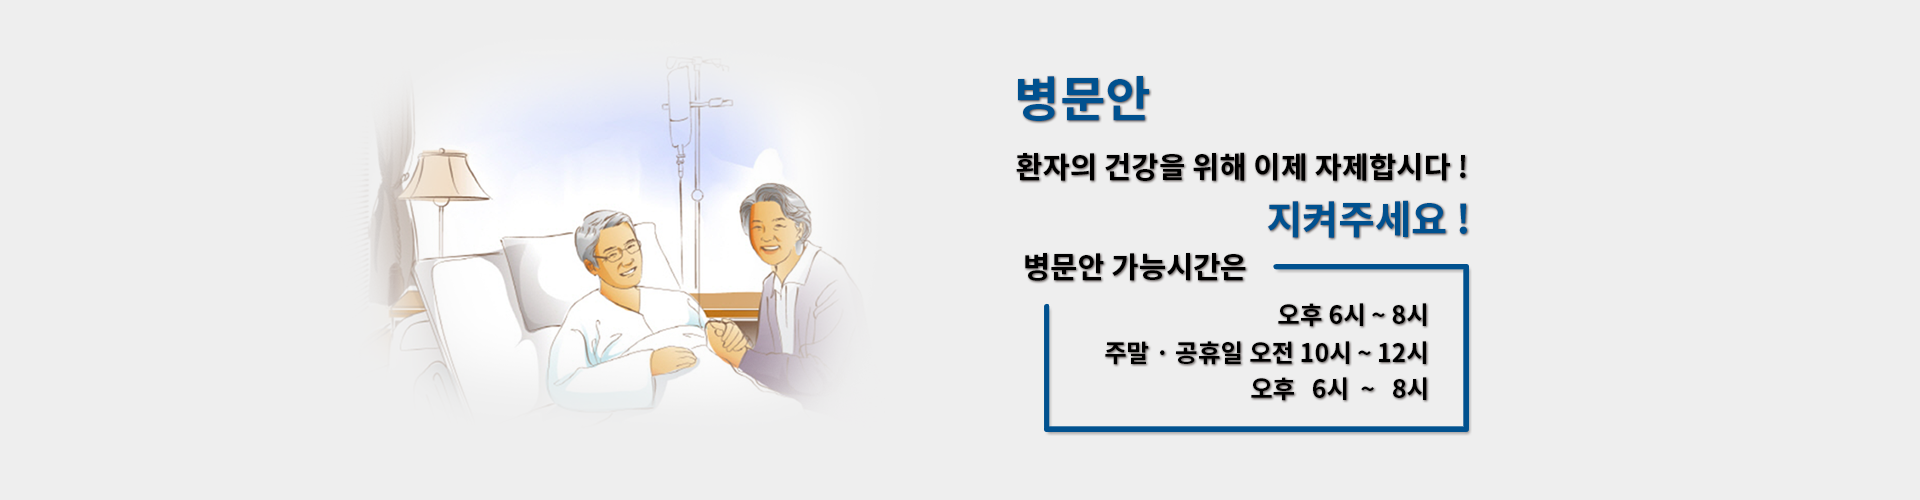 병문안
환자의 건강을 위해 이제 자제합시다 !
지켜주세요 !
병문안 가능시간은
오후 6시 ~ 8시
주말 · 공휴일 오전 10시 ~ 12시
오후 6시 ~ 8시